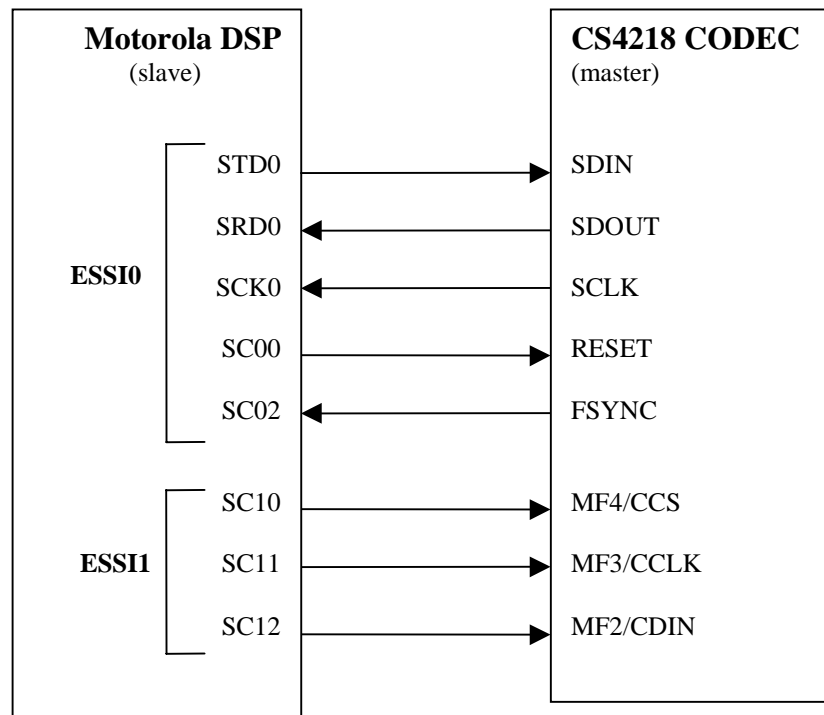 Motorola DSP CS4218 CODEC
(slave) (master)
STD0 SDIN
SRD0 SDOUT
ESSI0
SCK0 SCLK
SC00 RESET
SC02 FSYNC
SC10 MF4/CCS
ESSI1 SC11 MF3/CCLK
SC12 MF2/CDIN